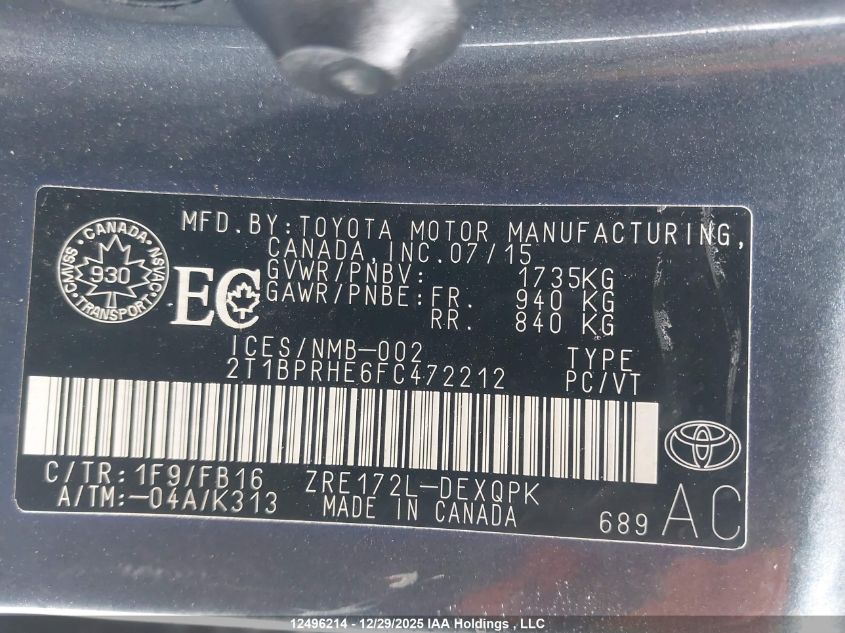 MFD.BY:TOYOTA MOTOR MANUFACTURING,
CANADA,INC.07/15
GVWR/PNBV: 1735KG
GAWR/PNBE:FR. 940 KG
RR. 840 KG
CANADA
CMVSS 930 NSVAC
TRANSPORT
EC
ICES/NMB-002
2T1BPRHE6FC472212
TYPE
PC/VT
C/TR:1F9/FB16 ZRE172L-DEXQPK
A/TM:-04A/K313 MADE IN CANADA
689 AC
12496214 - 12/29/2025 IAA Holdings , LLC